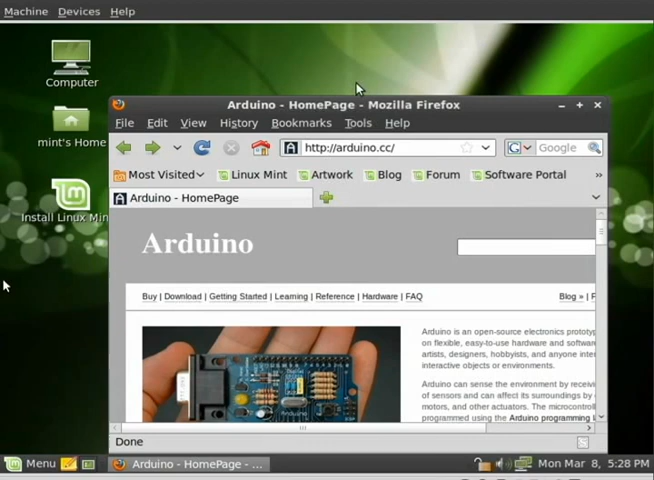 Machine Devices Help
Computer
mint's Home
Install Linux Min
Arduino - HomePage - Mozilla Firefox
File Edit View History Bookmarks Tools Help
http://arduino.cc/
Google
Most Visited Linux Mint Artwork Blog Forum Software Portal
Arduino - HomePage
Arduino
Buy | Download | Getting Started | Learning | Reference | Hardware | FAQ
Blog » |
Arduino is an open-source electronics
on flexible, easy-to-use hardware and
artists, designers, hobbyists, and anyone
interactive objects or environments.
Arduino can sense the environment by
of sensors and can affect its surroundings by
motors, and other actuators. The
programmed using the Arduino programming
Done
Menu
Arduino - HomePage - ...
Mon Mar 8, 5:28 PM